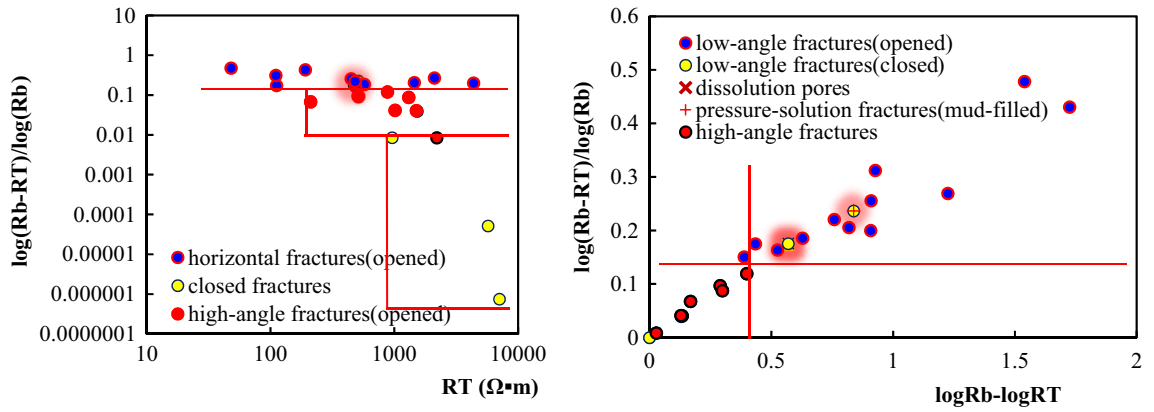 log(Rb-RT)/log(Rb)
10
1
0.1
0.01
0.001
0.0001
0.00001
0.000001
0.0000001
horizontal fractures(opened)
closed fractures
high-angle fractures(opened)
10
100
1000
10000
RT (Ω▪m)
log(Rb-RT)/log(Rb)
0.6
0.5
0.4
0.3
0.2
0.1
0
low-angle fractures(opened)
low-angle fractures(closed)
dissolution pores
pressure-solution fractures(mud-filled)
high-angle fractures
0
0.5
1
1.5
2
logRb-logRT